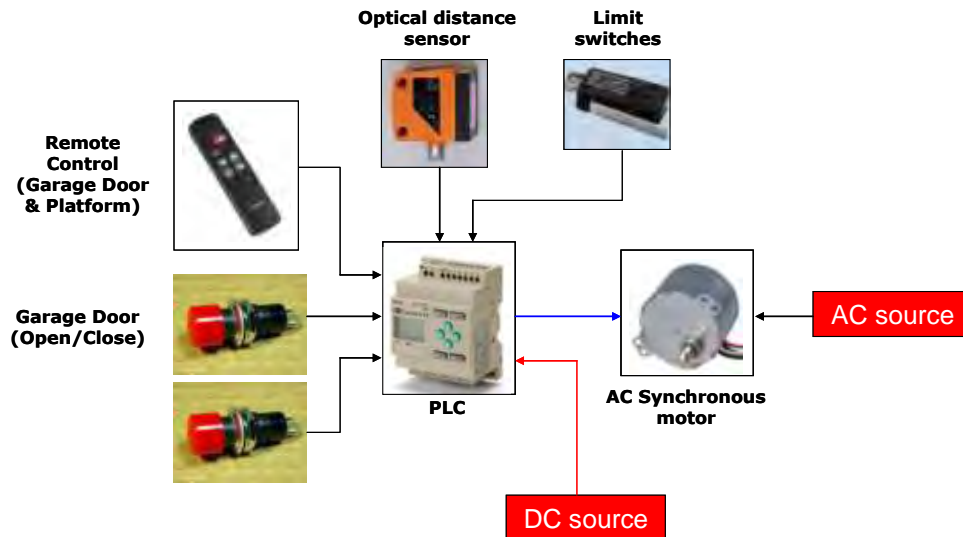 Optical distance
sensor
Limit
switches
Remote
Control
(Garage Door
& Platform)
Garage Door
(Open/Close)
PLC
AC Synchronous
motor
AC source
DC source